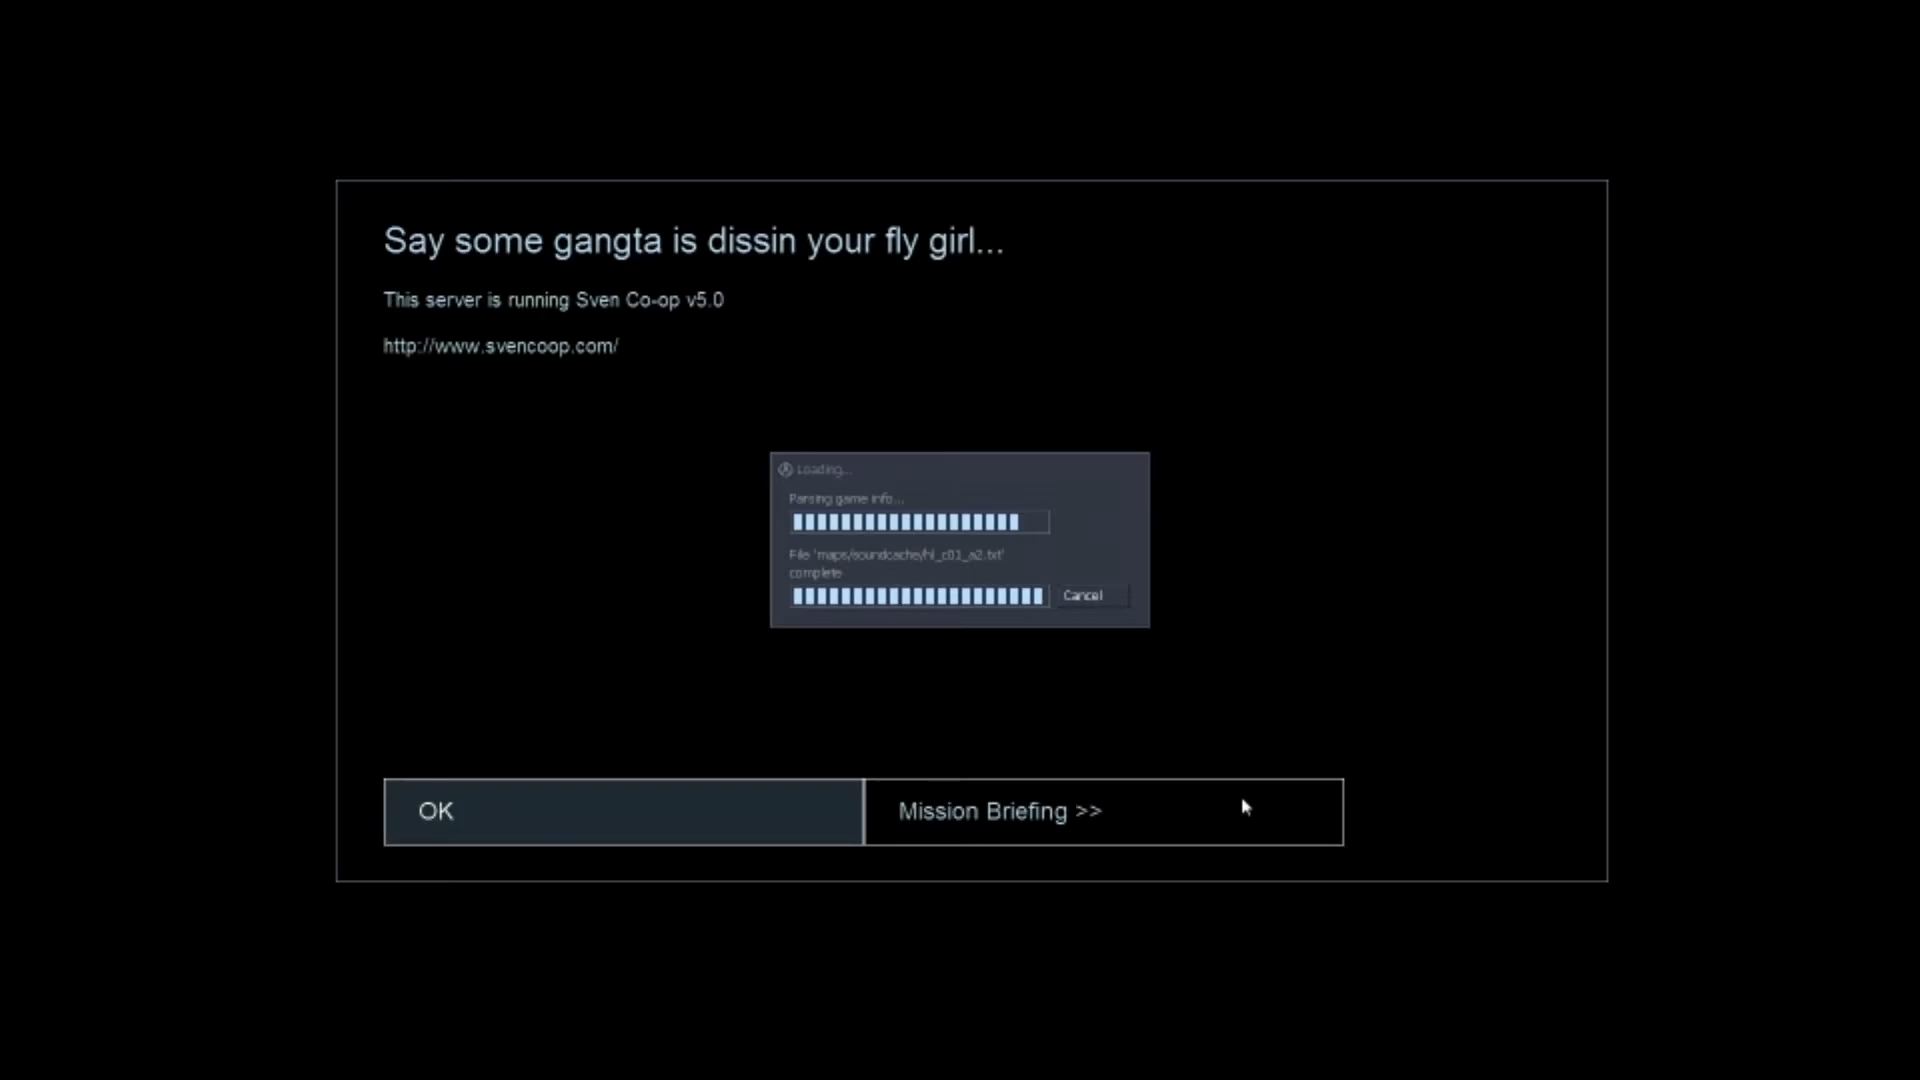 Say some gangta is dissin your fly girl...
This server is running Sven Co-op v5.0
http://www.svencoop.com/
Loading...
Parsing game info...
File 'maps/soundcache/hl_c01_a2.txt'
complete
Cancel
OK
Mission Briefing >>